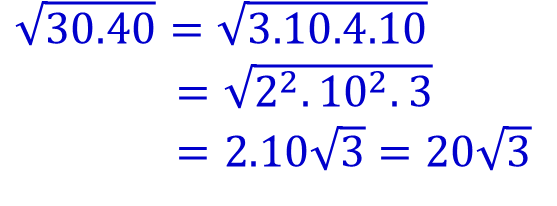 √30.40 = √3.10.4.10
= √2². 10². 3
= 2.10√3 = 20√3